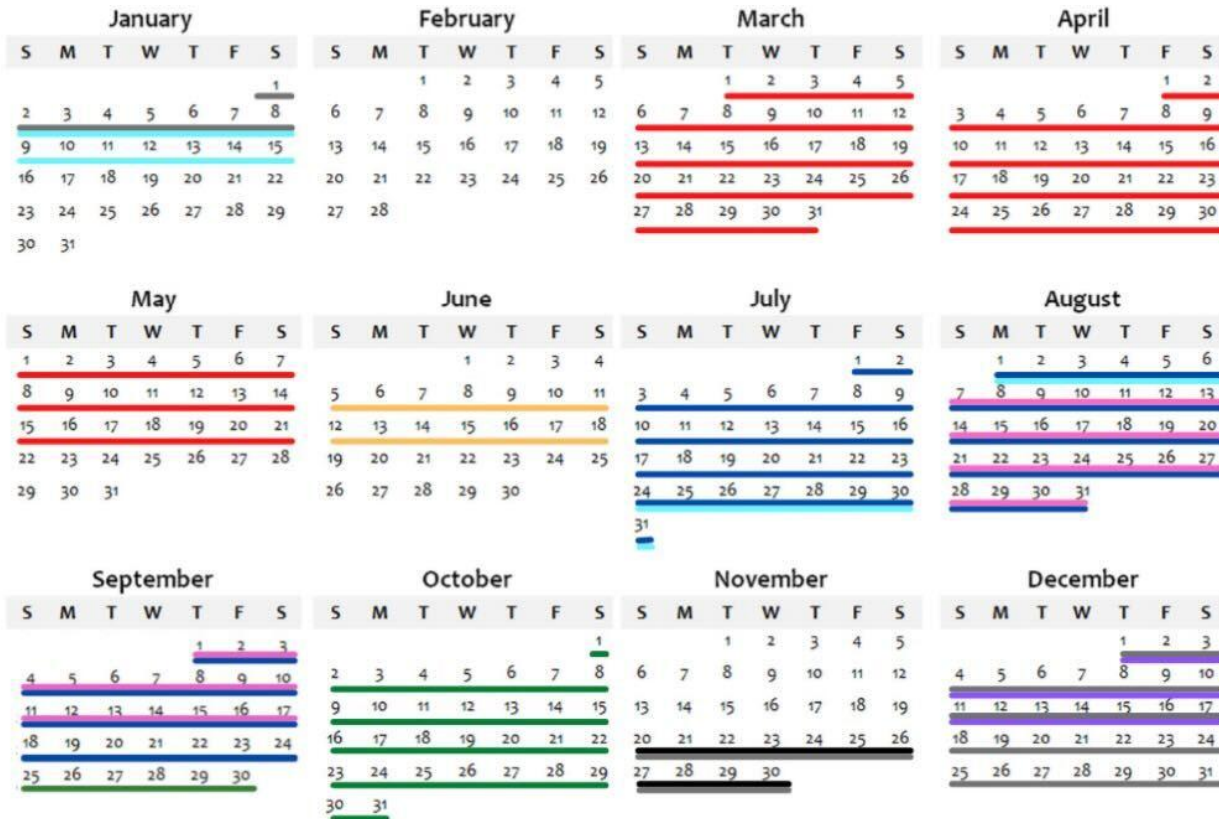 January
S M T W T F S
1
2 3 4 5 6 7 8
9 10 11 12 13 14 15
16 17 18 19 20 21 22
23 24 25 26 27 28 29
30 31
February
S M T W T F S
1 2 3 4 5
6 7 8 9 10 11 12
13 14 15 16 17 18 19
20 21 22 23 24 25 26
27 28
March
S M T W T F S
1 2 3 4 5
6 7 8 9 10 11 12
13 14 15 16 17 18 19
20 21 22 23 24 25 26
27 28 29 30 31
April
S M T W T F S
1 2
3 4 5 6 7 8 9
10 11 12 13 14 15 16
17 18 19 20 21 22 23
24 25 26 27 28 29 30
May
S M T W T F S
1 2 3 4 5 6 7
8 9 10 11 12 13 14
15 16 17 18 19 20 21
22 23 24 25 26 27 28
29 30 31
June
S M T W T F S
1 2 3 4
5 6 7 8 9 10 11
12 13 14 15 16 17 18
19 20 21 22 23 24 25
26 27 28 29 30
July
S M T W T F S
1 2
3 4 5 6 7 8 9
10 11 12 13 14 15 16
17 18 19 20 21 22 23
24 25 26 27 28 29 30
31
August
S M T W T F S
1 2 3 4 5 6
7 8 9 10 11 12 13
14 15 16 17 18 19 20
21 22 23 24 25 26 27
28 29 30 31
September
S M T W T F S
1 2 3
4 5 6 7 8 9 10
11 12 13 14 15 16 17
18 19 20 21 22 23 24
25 26 27 28 29 30
October
S M T W T F S
1
2 3 4 5 6 7 8
9 10 11 12 13 14 15
16 17 18 19 20 21 22
23 24 25 26 27 28 29
30 31
November
S M T W T F S
1 2 3 4 5
6 7 8 9 10 11 12
13 14 15 16 17 18 19
20 21 22 23 24 25 26
27 28 29 30
December
S M T W T F S
1 2 3
4 5 6 7 8 9 10
11 12 13 14 15 16 17
18 19 20 21 22 23 24
25 26 27 28 29 30 31